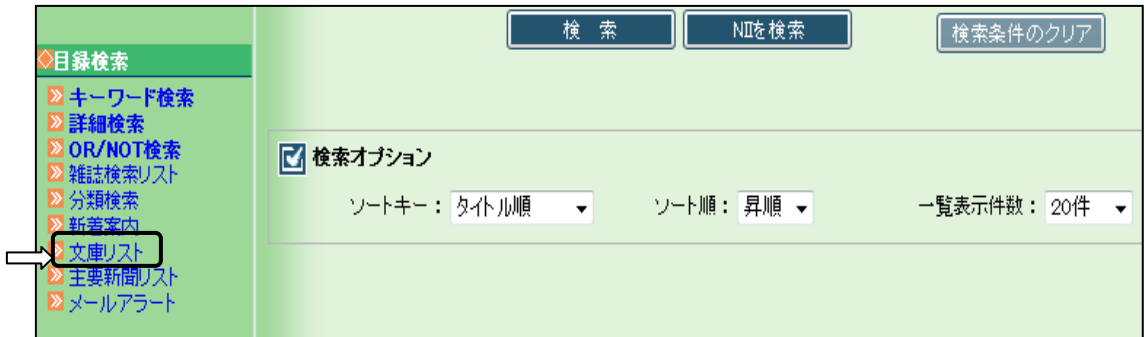 検 索 NIIを検索 検索条件のクリア
◇目録検索
キーワード検索
詳細検索
OR/NOT検索
雑誌検索リスト
分類検索
新着案内
文庫リスト
主要新聞リスト
メールアラート
検索オプション
ソートキー： タイトル順 ソート順： 昇順 一覧表示件数： 20件